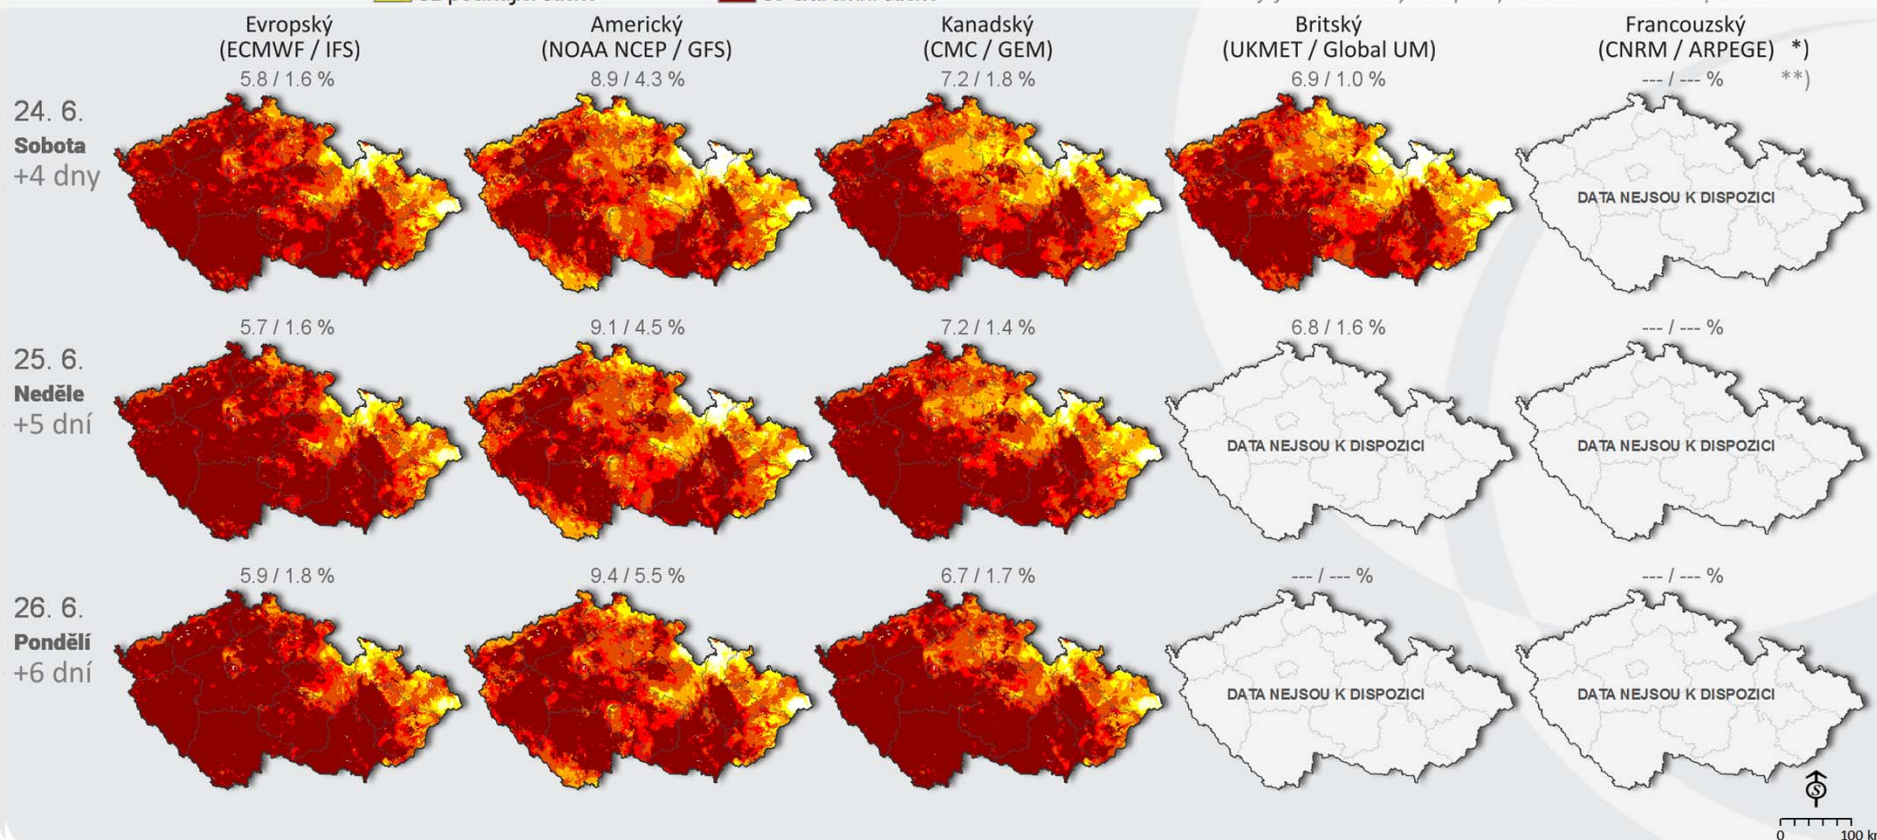 Evropský
(ECMWF / IFS)
Americký
(NOAA NCEP / GFS)
Kanadský
(CMC / GEM)
Britský
(UKMET / Global UM)
Francouzský
(CNRM / ARPEGE) *)
5.8 / 1.6 %
8.9 / 4.3 %
7.2 / 1.8 %
6.9 / 1.0 %
--- / --- % **)
24. 6.
Sobota
+4 dny
DATA NEJSOU K DISPOZICI
5.7 / 1.6 %
9.1 / 4.5 %
7.2 / 1.4 %
6.8 / 1.6 %
--- / --- %
25. 6.
Neděle
+5 dní
DATA NEJSOU K DISPOZICI
DATA NEJSOU K DISPOZICI
5.9 / 1.8 %
9.4 / 5.5 %
6.7 / 1.7 %
--- / --- %
--- / --- %
26. 6.
Pondělí
+6 dní
DATA NEJSOU K DISPOZICI
DATA NEJSOU K DISPOZICI
S
0 100 km